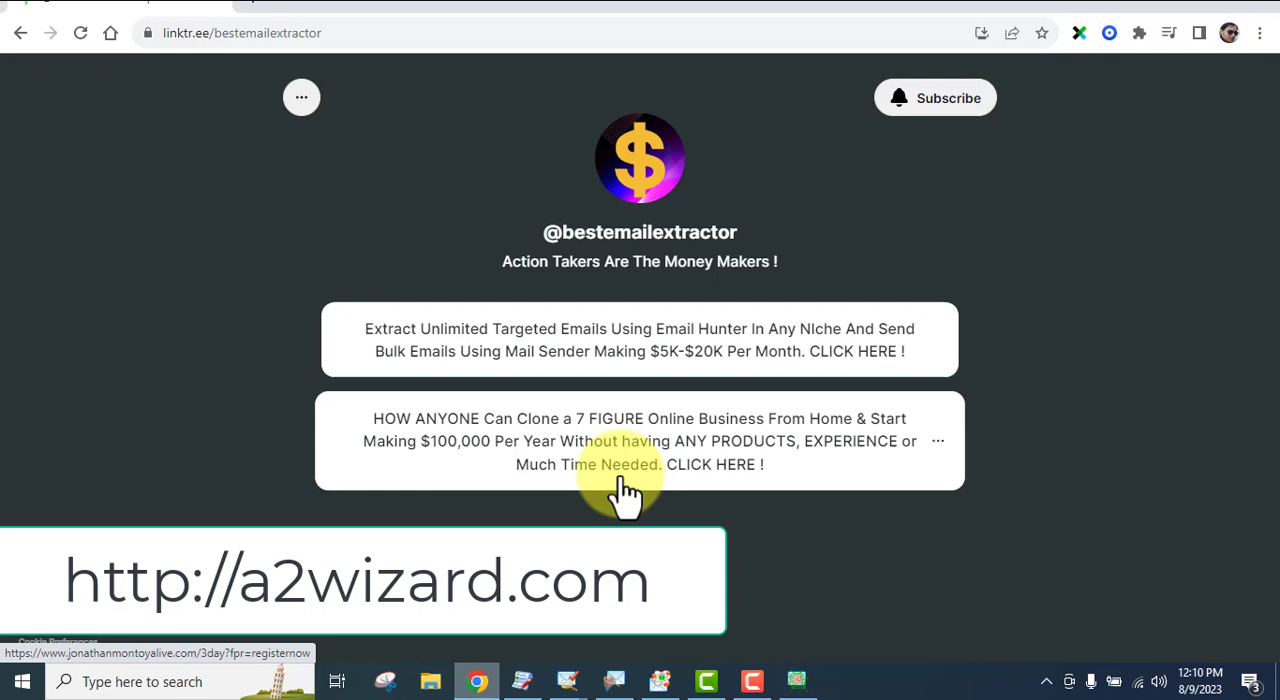 linktr.ee/bestemailextractor
Subscribe
$
@bestemailextractor
Action Takers Are The Money Makers !
Extract Unlimited Targeted Emails Using Email Hunter In Any NIche And Send
Bulk Emails Using Mail Sender Making $5K-$20K Per Month. CLICK HERE !
HOW ANYONE Can Clone a 7 FIGURE Online Business From Home & Start
Making $100,000 Per Year Without having ANY PRODUCTS, EXPERIENCE or
Much Time Needed. CLICK HERE !
http://a2wizard.com
Cookie Preferences
https://www.jonathanmontoyalive.com/3day?fpr=registernow
Type here to search
12:10 PM
8/9/2023
3